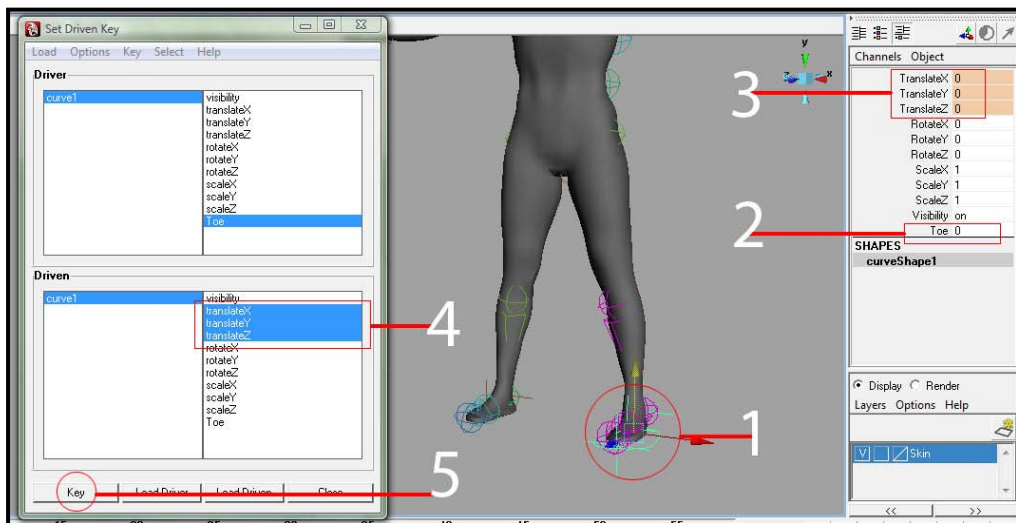 Set Driven Key
Load Options Key Select Help
Driver
curve1
visibility
translateX
translateY
translateZ
rotateX
rotateY
rotateZ
scaleX
scaleY
scaleZ
Toe
Driven
curve1
visibility
translateX
translateY
translateZ
rotateX
rotateY
rotateZ
scaleX
scaleY
scaleZ
Toe
Key Load Driver Load Driven Close
4
5
1
2
3
y
z x
Channels Object
TranslateX 0
TranslateY 0
TranslateZ 0
RotateX 0
RotateY 0
RotateZ 0
ScaleX 1
ScaleY 1
ScaleZ 1
Visibility on
Toe 0
SHAPES
curveShape1
Display Render
Layers Options Help
V Skin
<< >>